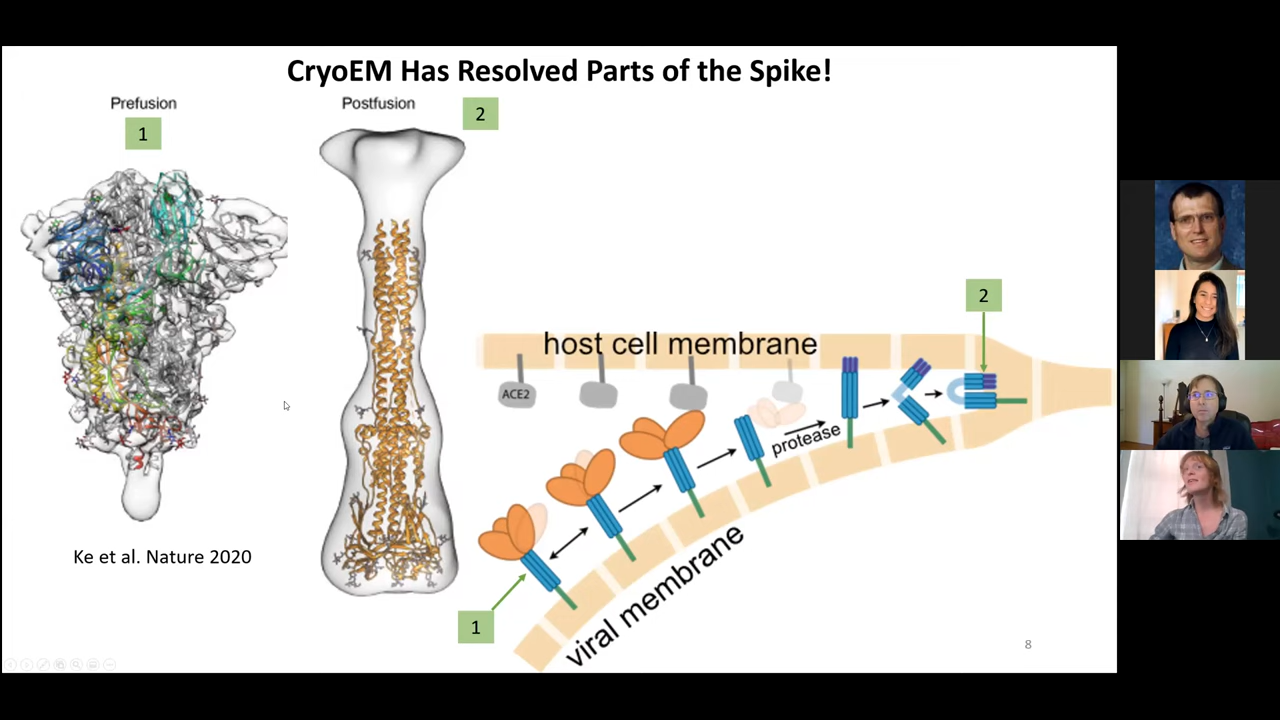 CryoEM Has Resolved Parts of the Spike!
Prefusion
1
Postfusion
2
2
host cell membrane
ACE2
protease
viral membrane
1
Ke et al. Nature 2020
8